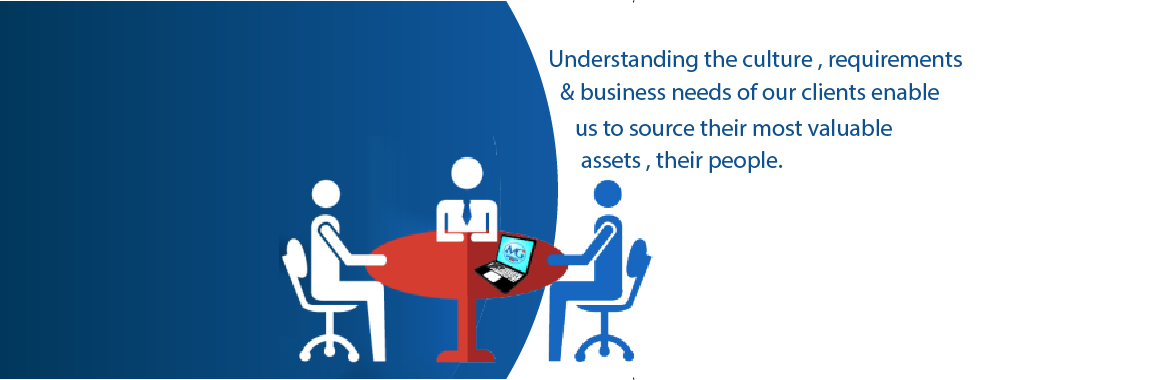 Understanding the culture , requirements
& business needs of our clients enable
us to source their most valuable
assets , their people.